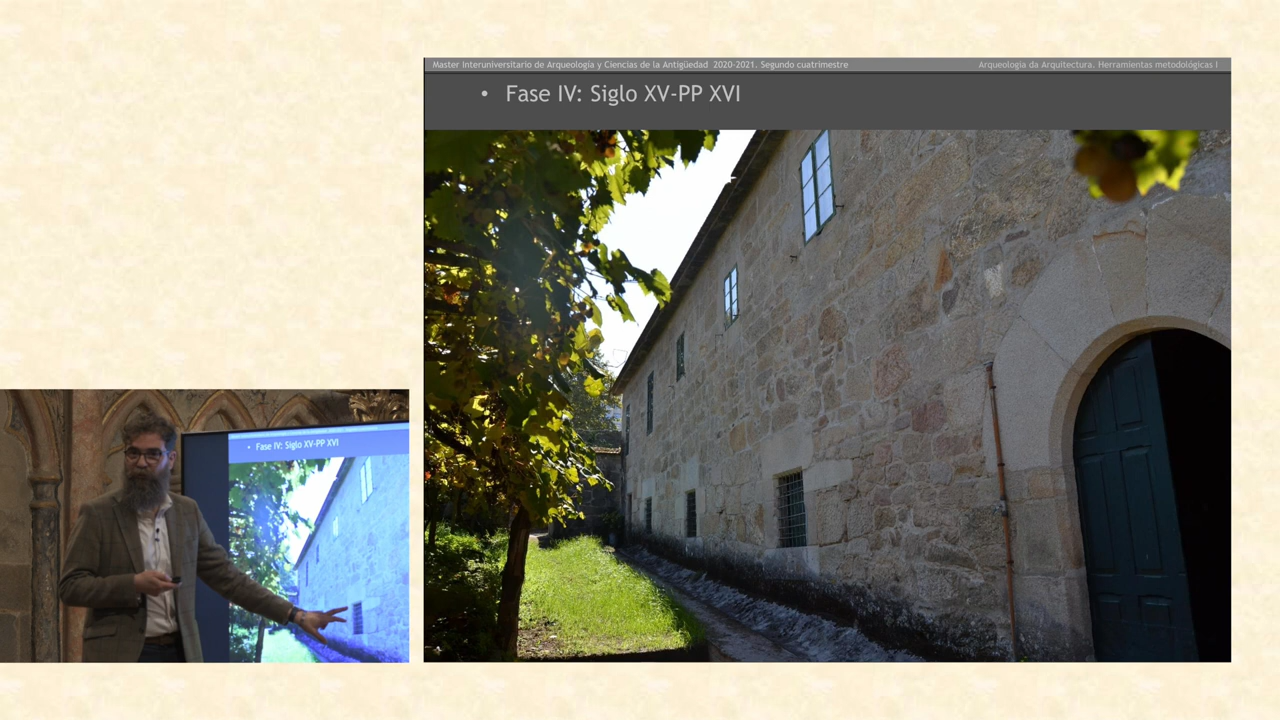 Master Interuniversitario de Arqueología y Ciencias de la Antigüedad 2020-2021. Segundo cuatrimestre
Arqueología da Arquitectura. Herramientas metodológicas I
• Fase IV: Siglo XV-PP XVI
• Fase IV: Siglo XV-PP XVI